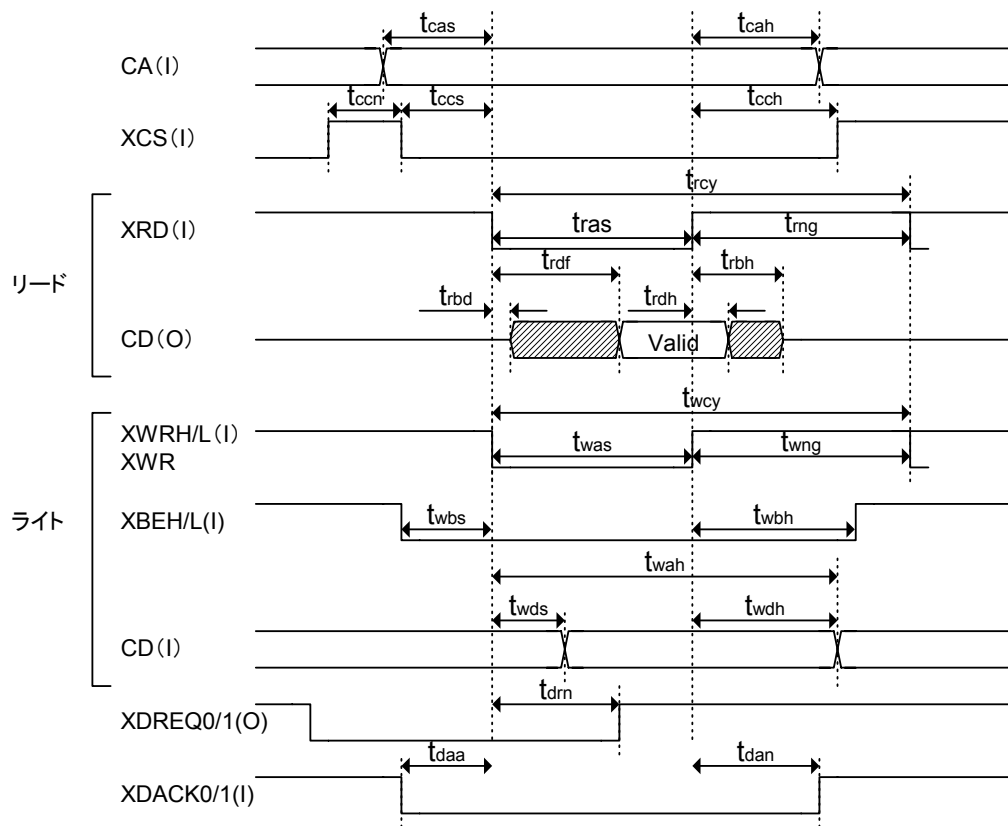 tcas
tcah
CA(I)
tccn
tccs
tcch
XCS(I)
trcy
リード
XRD(I)
tras
trng
trdf
trbh
trbd
trdh
CD(O)
Valid
twcy
ライト
XWRH/L(I)
XWR
twas
twng
XBEH/L(I)
twbs
twbh
twah
twds
twdh
CD(I)
tdrn
XDREQ0/1(O)
tdaa
tdan
XDACK0/1(I)